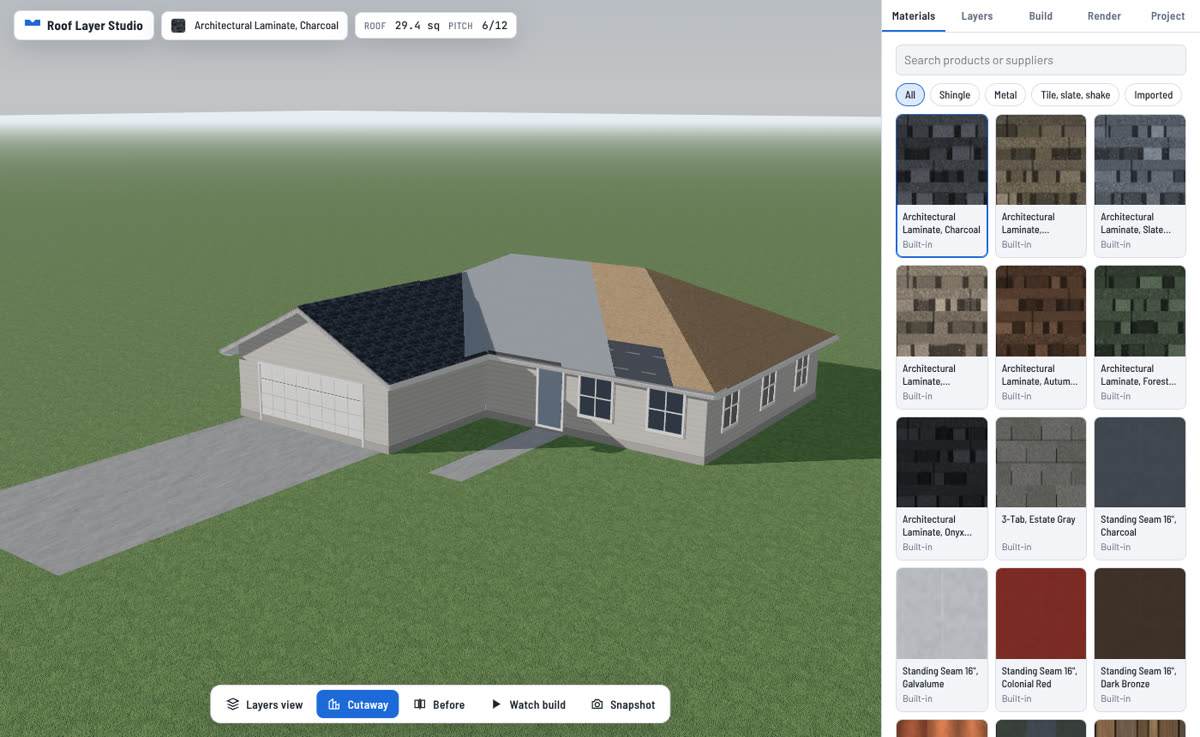 Roof Layer Studio
Architectural Laminate, Charcoal
ROOF 29.4 sq PITCH 6/12
Materials
Layers
Build
Render
Project
Search products or suppliers
All
Shingle
Metal
Tile, slate, shake
Imported
Architectural
Laminate, Charcoal
Built-in
Architectural
Laminate,...
Built-in
Architectural
Laminate, Slate...
Built-in
Architectural
Laminate,...
Built-in
Architectural
Laminate, Autum...
Built-in
Architectural
Laminate, Forest...
Built-in
Architectural
Laminate, Onyx...
Built-in
3-Tab, Estate Gray
Built-in
Standing Seam 16",
Charcoal
Built-in
Standing Seam 16",
Galvalume
Built-in
Standing Seam 16",
Colonial Red
Built-in
Standing Seam 16",
Dark Bronze
Built-in
Layers view
Cutaway
Before
Watch build
Snapshot